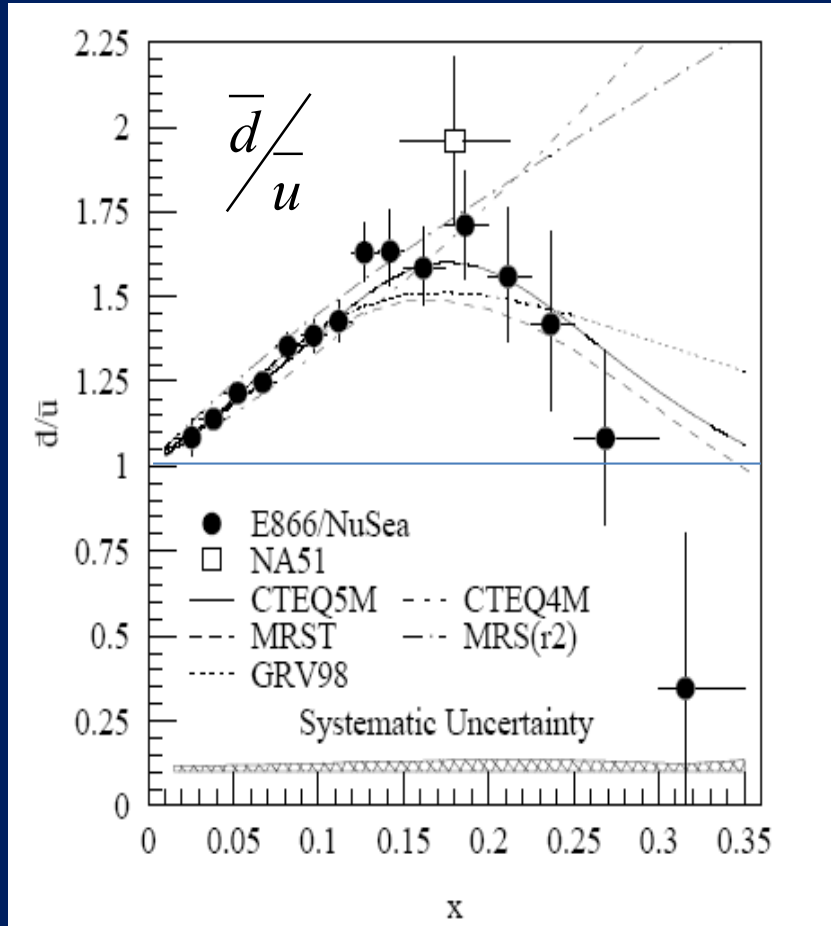 2.25
2
1.75
1.5
1.25
1
0.75
0.5
0.25
0
d̅/u̅
d̅/u̅
E866/NuSea
NA51
CTEQ5M CTEQ4M
MRST MRS(r2)
GRV98
Systematic Uncertainty
0 0.05 0.1 0.15 0.2 0.25 0.3 0.35
x